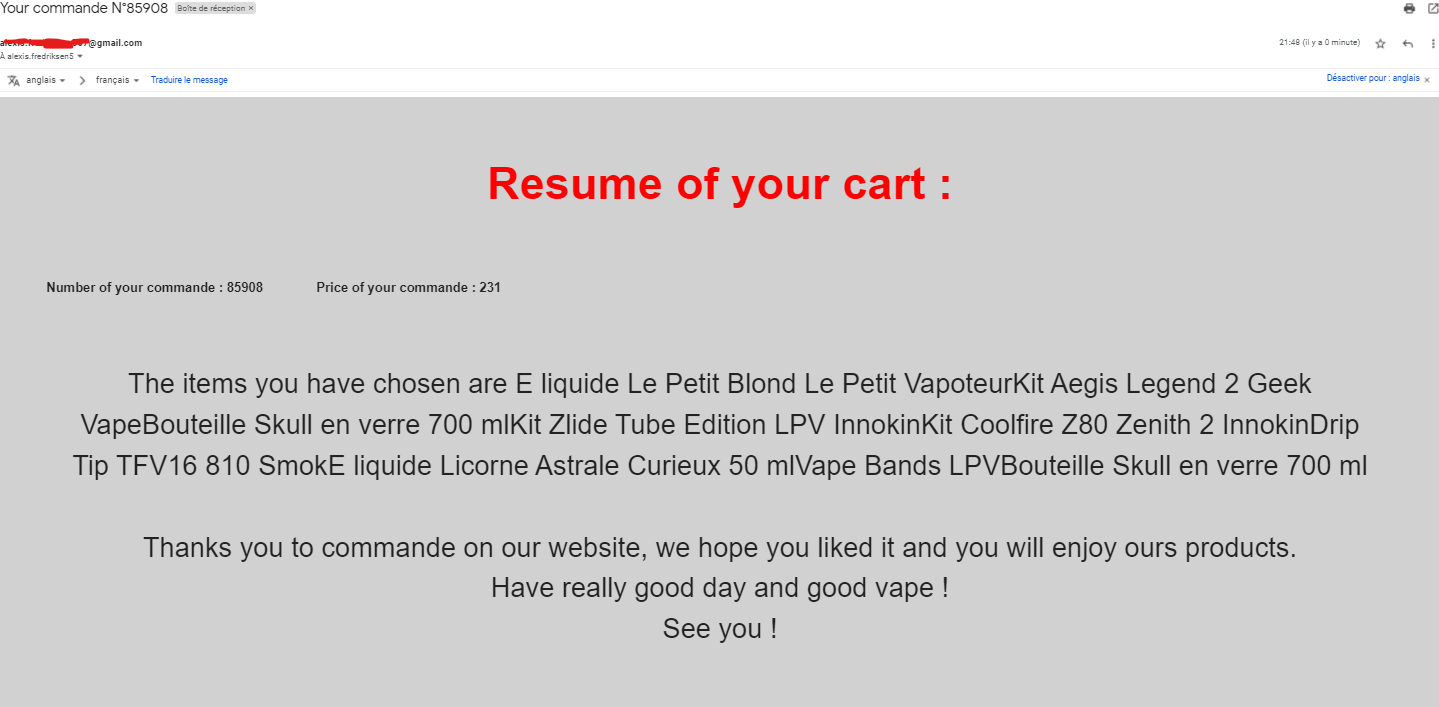 Your commande N°85908 Boîte de réception ×
@gmail.com 21:48 (il y a 0 minute)
À alexis.fredriksen5
anglais français Traduire le message Désactiver pour : anglais ×
Resume of your cart :
Number of your commande : 85908 Price of your commande : 231
The items you have chosen are E liquide Le Petit Blond Le Petit VapoteurKit Aegis Legend 2 Geek
VapeBouteille Skull en verre 700 mlKit Zlide Tube Edition LPV InnokinKit Coolfire Z80 Zenith 2 InnokinDrip
Tip TFV16 810 SmokE liquide Licorne Astrale Curieux 50 mlVape Bands LPVBouteille Skull en verre 700 ml
Thanks you to commande on our website, we hope you liked it and you will enjoy ours products.
Have really good day and good vape !
See you !